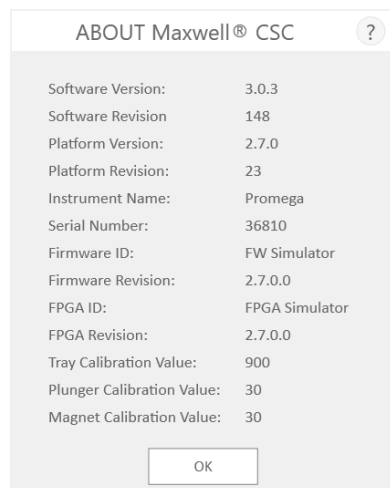 ABOUT Maxwell® CSC ?
Software Version: 3.0.3
Software Revision 148
Platform Version: 2.7.0
Platform Revision: 23
Instrument Name: Promega
Serial Number: 36810
Firmware ID: FW Simulator
Firmware Revision: 2.7.0.0
FPGA ID: FPGA Simulator
FPGA Revision: 2.7.0.0
Tray Calibration Value: 900
Plunger Calibration Value: 30
Magnet Calibration Value: 30
OK